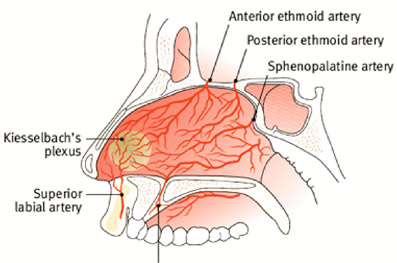 Anterior ethmoid artery
Posterior ethmoid artery
Sphenopalatine artery
Kiesselbach's
plexus
Superior
labial artery